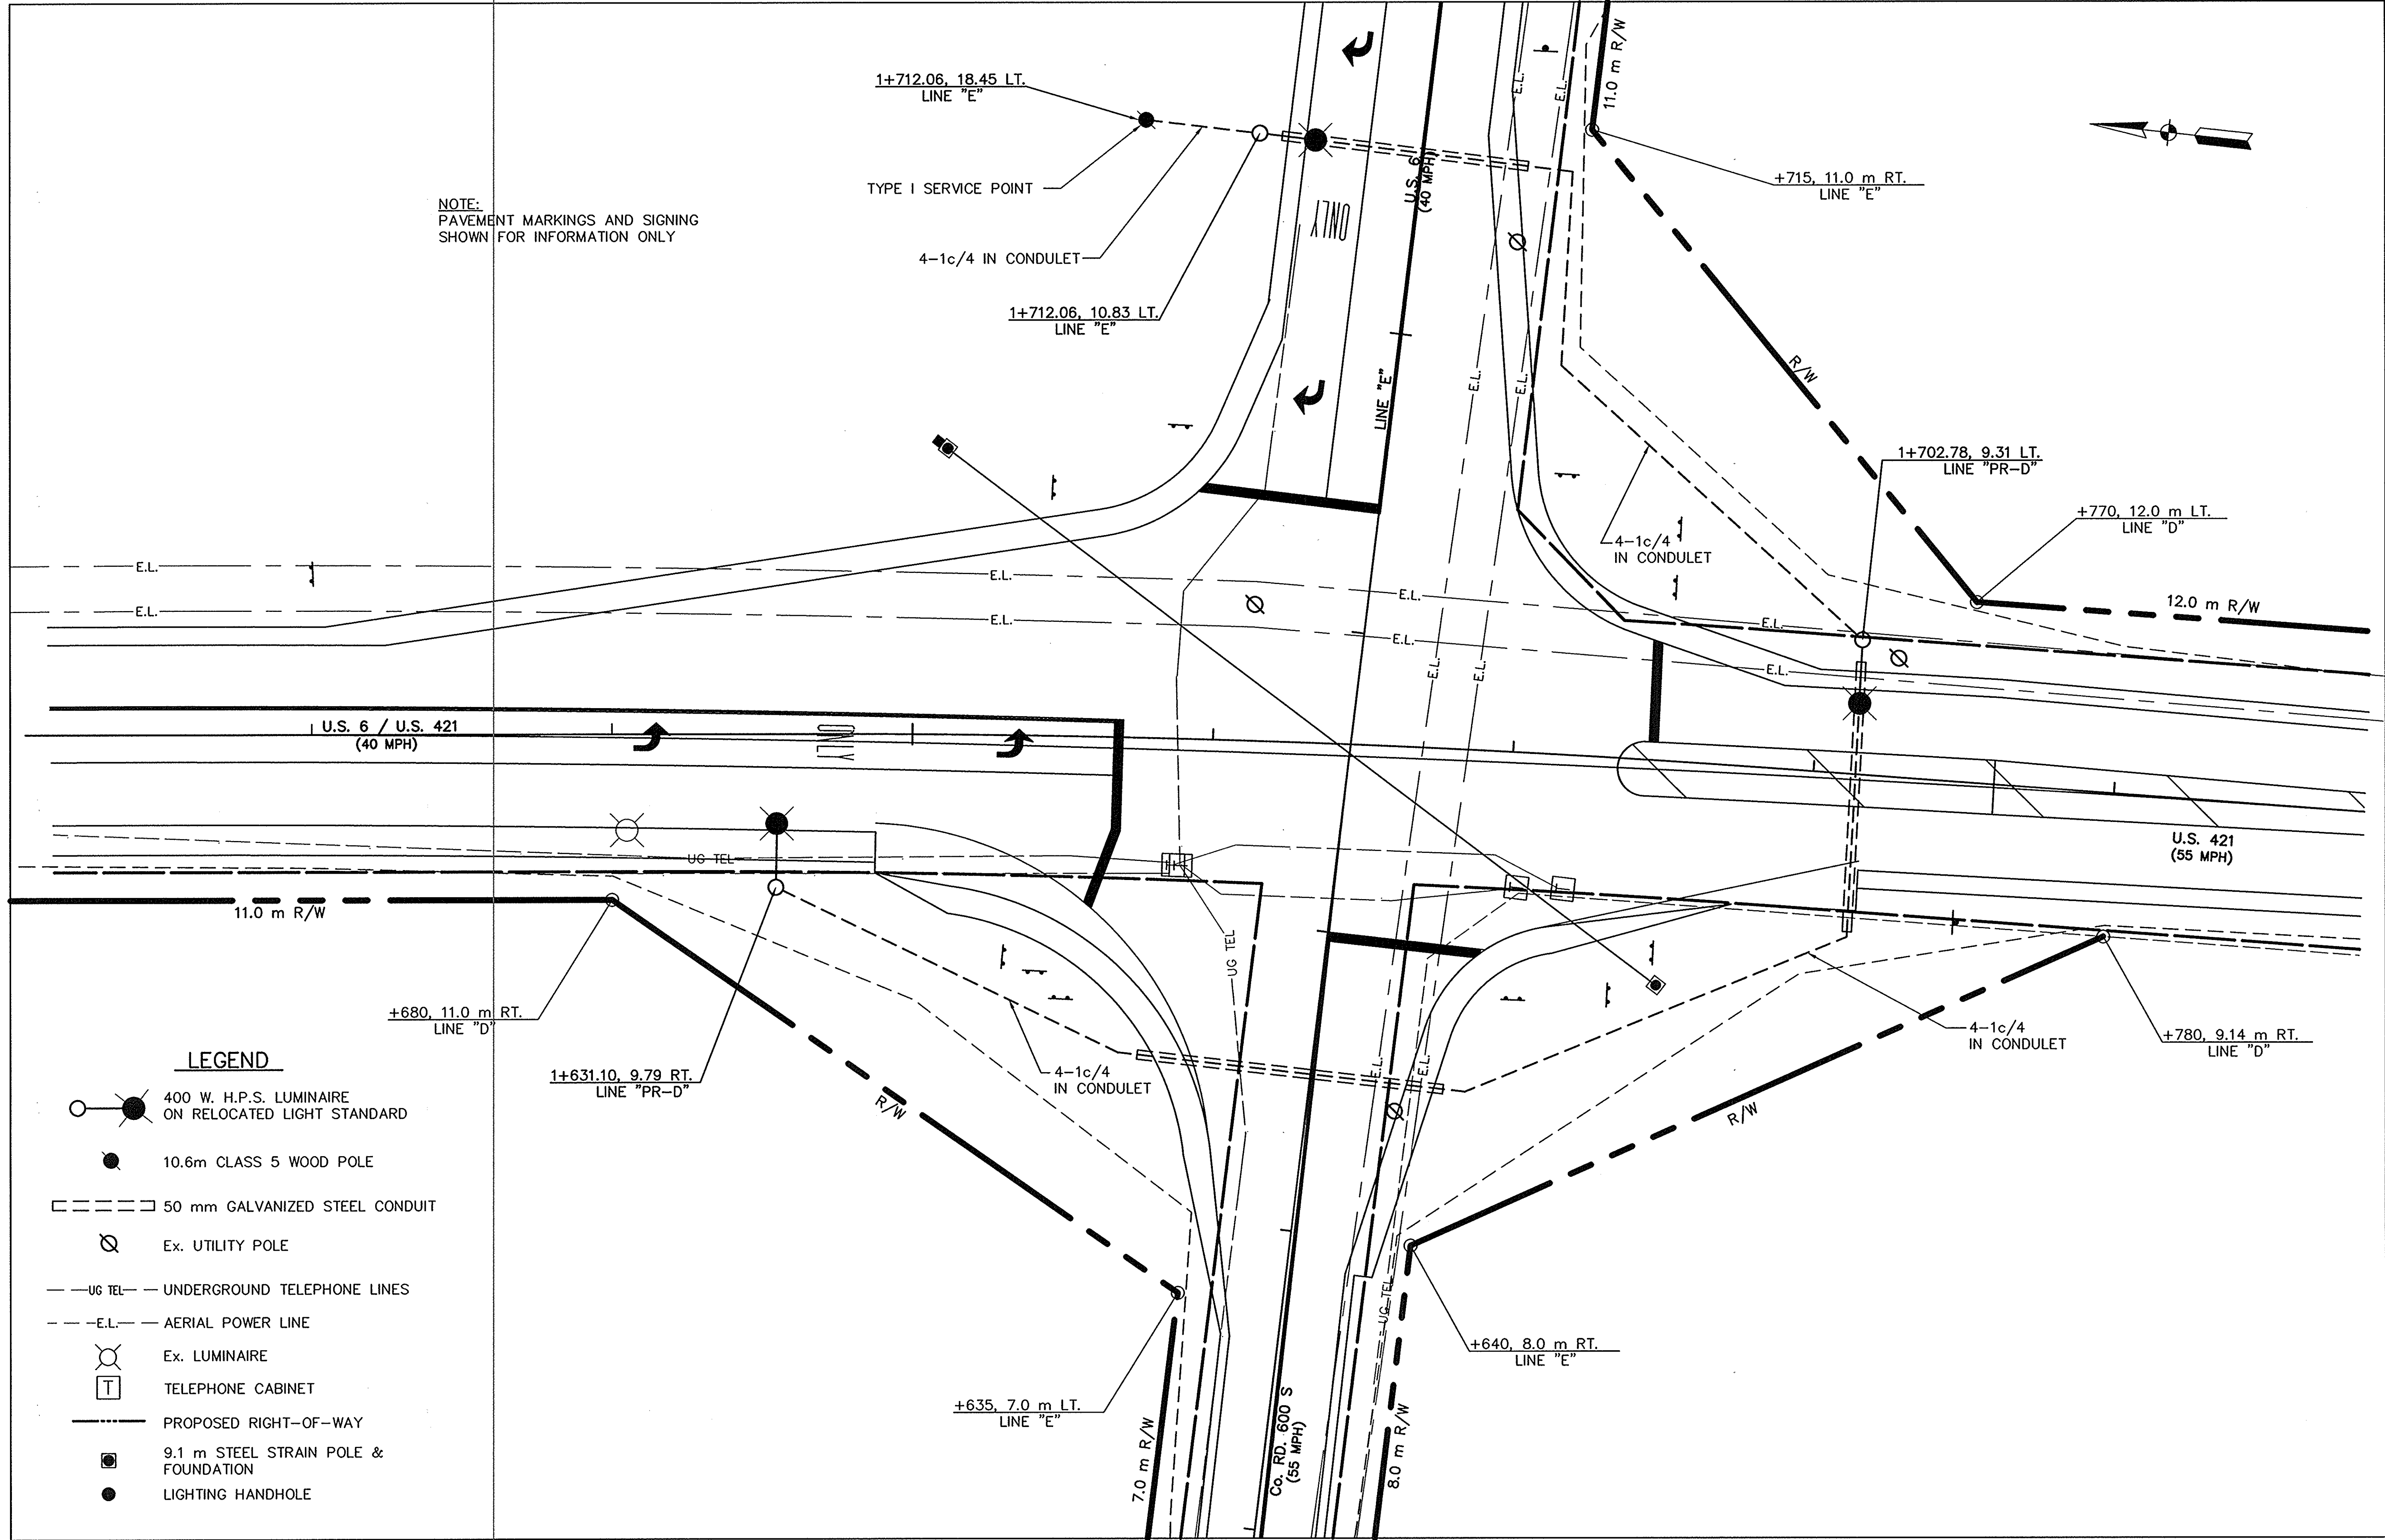 1+712.06, 18.45 LT.
LINE "E"
TYPE I SERVICE POINT
4-1c/4 IN CONDULET
1+712.06, 10.83 LT.
LINE "E"
NOTE:
PAVEMENT MARKINGS AND SIGNING
SHOWN FOR INFORMATION ONLY
ONLY
U.S. 6
(40 MPH)
LINE "E"
E.L.
E.L.
E.L.
E.L.
11.0 m R/W
+715, 11.0 m RT.
LINE "E"
R/W
1+702.78, 9.31 LT.
LINE "PR-D"
+770, 12.0 m LT.
LINE "D"
4-1c/4
IN CONDULET
12.0 m R/W
E.L.
E.L.
E.L.
E.L.
E.L.
E.L.
E.L.
E.L.
E.L.
E.L.
U.S. 6 / U.S. 421
(40 MPH)
ONLY
U.S. 421
(55 MPH)
UG TEL
T
T
T
UG TEL
11.0 m R/W
+680, 11.0 m RT.
LINE "D"
1+631.10, 9.79 RT.
LINE "PR-D"
4-1c/4
IN CONDULET
R/W
E.L.
E.L.
4-1c/4
IN CONDULET
+780, 9.14 m RT.
LINE "D"
R/W
UG TEL
+640, 8.0 m RT.
LINE "E"
+635, 7.0 m LT.
LINE "E"
7.0 m R/W
Co. RD. 600 S
(55 MPH)
8.0 m R/W
LEGEND
400 W. H.P.S. LUMINAIRE
ON RELOCATED LIGHT STANDARD
10.6m CLASS 5 WOOD POLE
50 mm GALVANIZED STEEL CONDUIT
Ex. UTILITY POLE
UG TEL UNDERGROUND TELEPHONE LINES
E.L. AERIAL POWER LINE
Ex. LUMINAIRE
T TELEPHONE CABINET
PROPOSED RIGHT-OF-WAY
9.1 m STEEL STRAIN POLE &
FOUNDATION
LIGHTING HANDHOLE